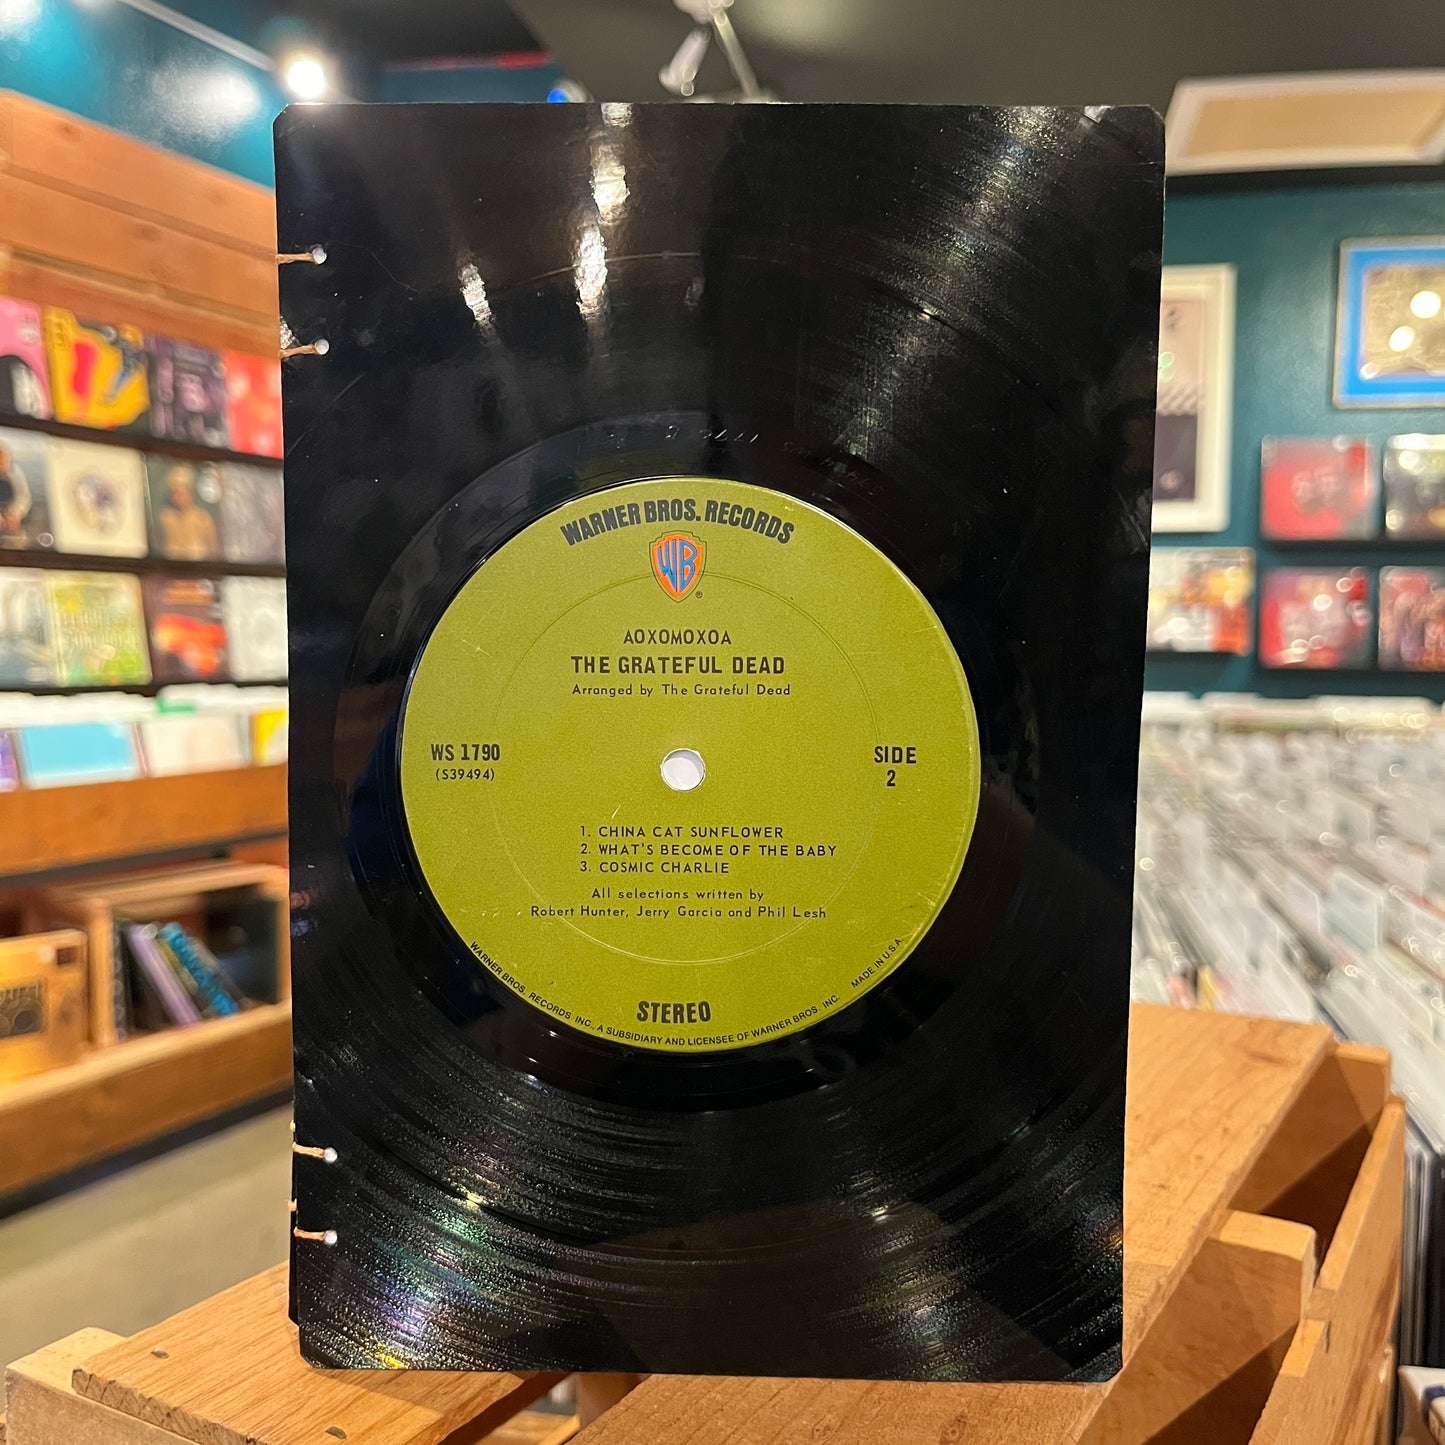 WARNER BROS. RECORDS
WB
®
AOXOMOXOA
THE GRATEFUL DEAD
Arranged by The Grateful Dead
WS 1790
(S39494)
SIDE
2
1. CHINA CAT SUNFLOWER
2. WHAT'S BECOME OF THE BABY
3. COSMIC CHARLIE
All selections written by
Robert Hunter, Jerry Garcia and Phil Lesh
STEREO
WARNER BROS. RECORDS INC., A SUBSIDIARY AND LICENSEE OF WARNER BROS. INC. MADE IN U.S.A.